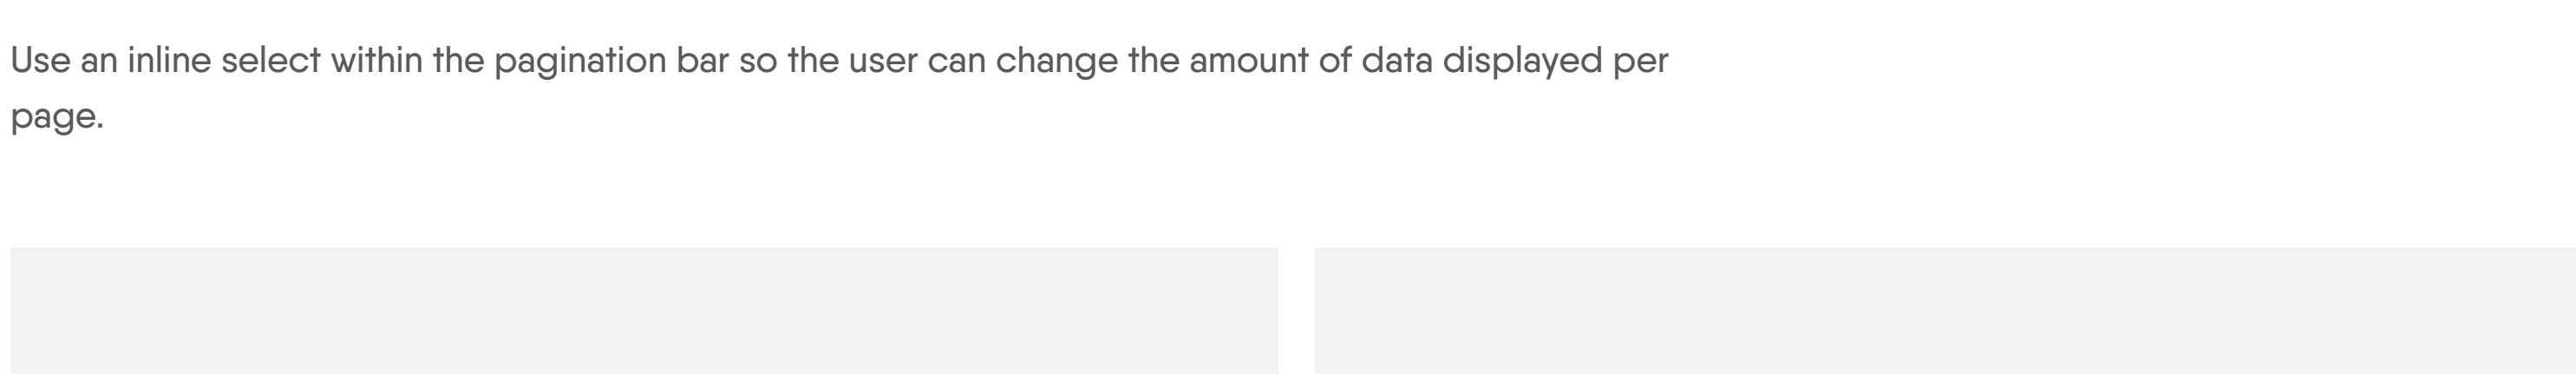 Use an inline select within the pagination bar so the user can change the amount of data displayed per
page.